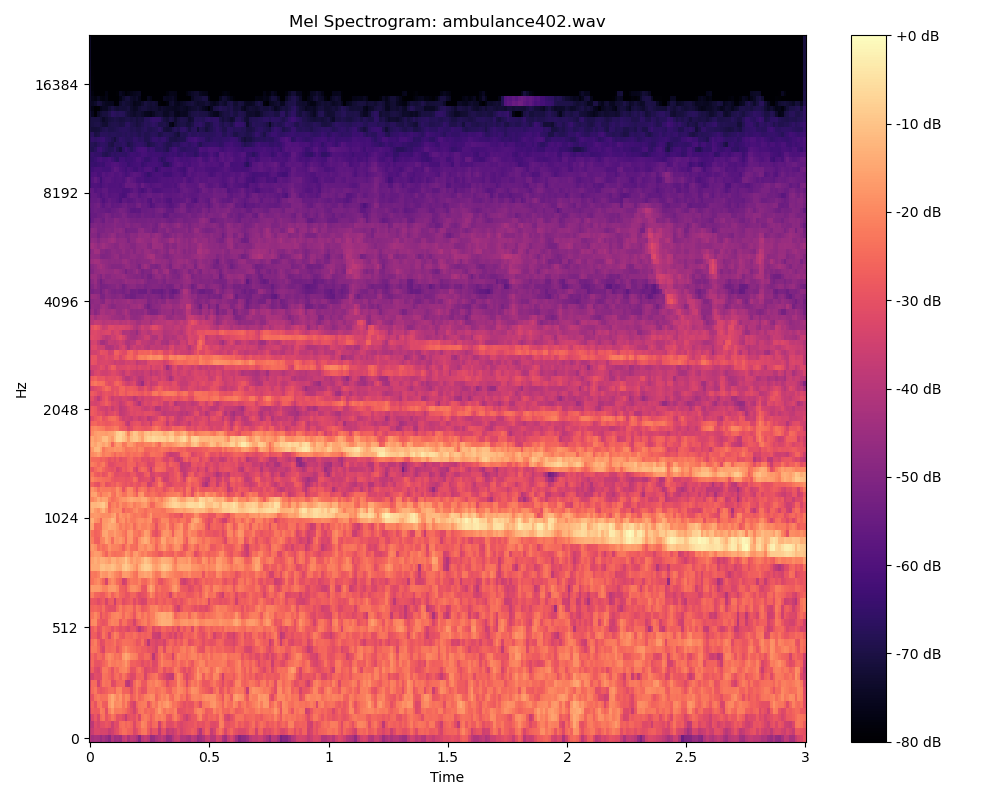 Mel Spectrogram: ambulance402.wav
16384
8192
4096
2048
1024
512
0
Hz
0
0.5
1
1.5
2
2.5
3
Time
+0 dB
-10 dB
-20 dB
-30 dB
-40 dB
-50 dB
-60 dB
-70 dB
-80 dB